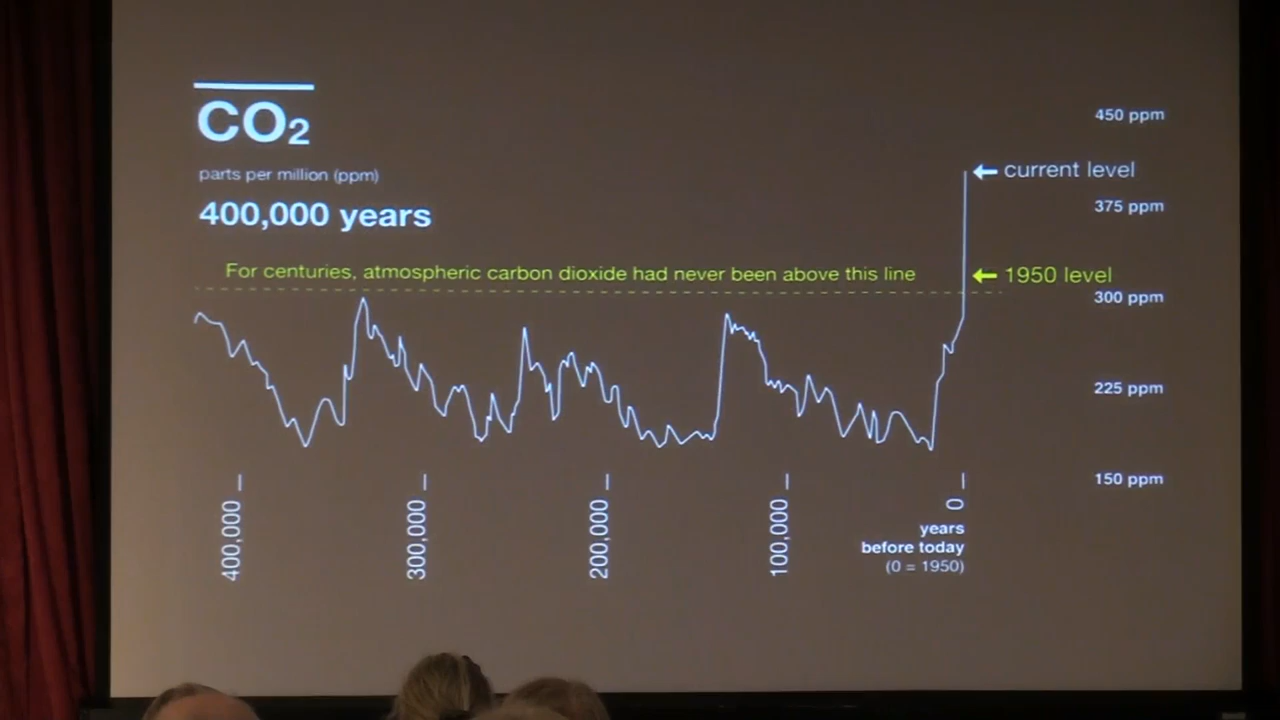 CO₂
parts per million (ppm)
400,000 years
For centuries, atmospheric carbon dioxide had never been above this line
450 ppm
current level
375 ppm
1950 level
300 ppm
225 ppm
150 ppm
400,000
300,000
200,000
100,000
0
years
before today
(0 = 1950)